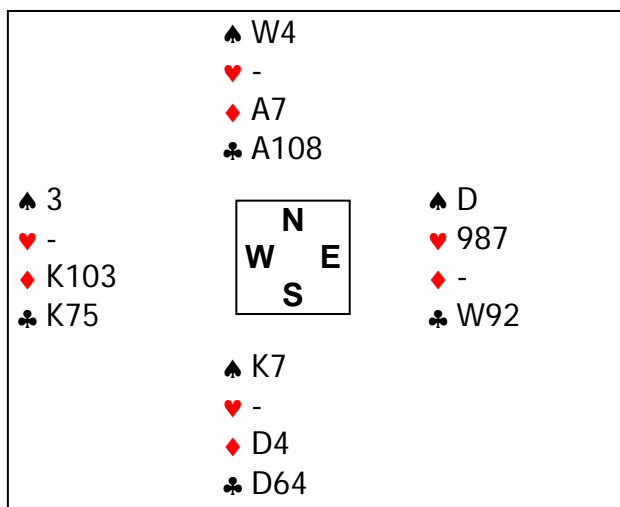 ♠ W4
♥ -
♦ A7
♣ A108
♠ 3
♥ -
♦ K103
♣ K75
N
W E
S
♠ D
♥ 987
♦ -
♣ W92
♠ K7
♥ -
♦ D4
♣ D64